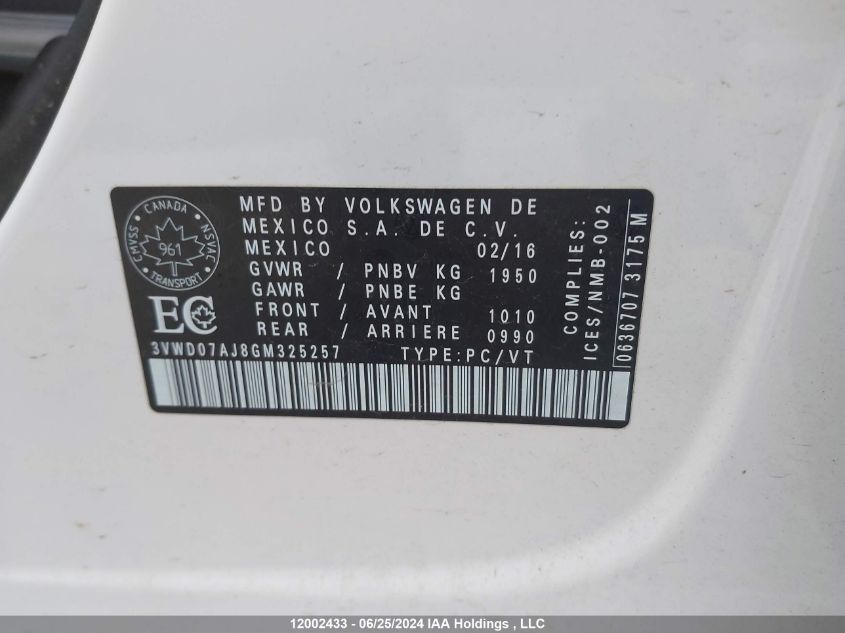 CANADA
CMVSS
NSVAC
961
TRANSPORT
EC
MFD BY VOLKSWAGEN DE
MEXICO S.A. DE C.V.
MEXICO 02/16
GVWR / PNBV KG 1950
GAWR / PNBE KG
FRONT / AVANT 1010
REAR / ARRIERE 0990
3VWD07AJ8GM325257 TYPE:PC/VT
COMPLIES:
ICES/NMB-002
0636707 3175M
12002433 - 06/25/2024 IAA Holdings , LLC